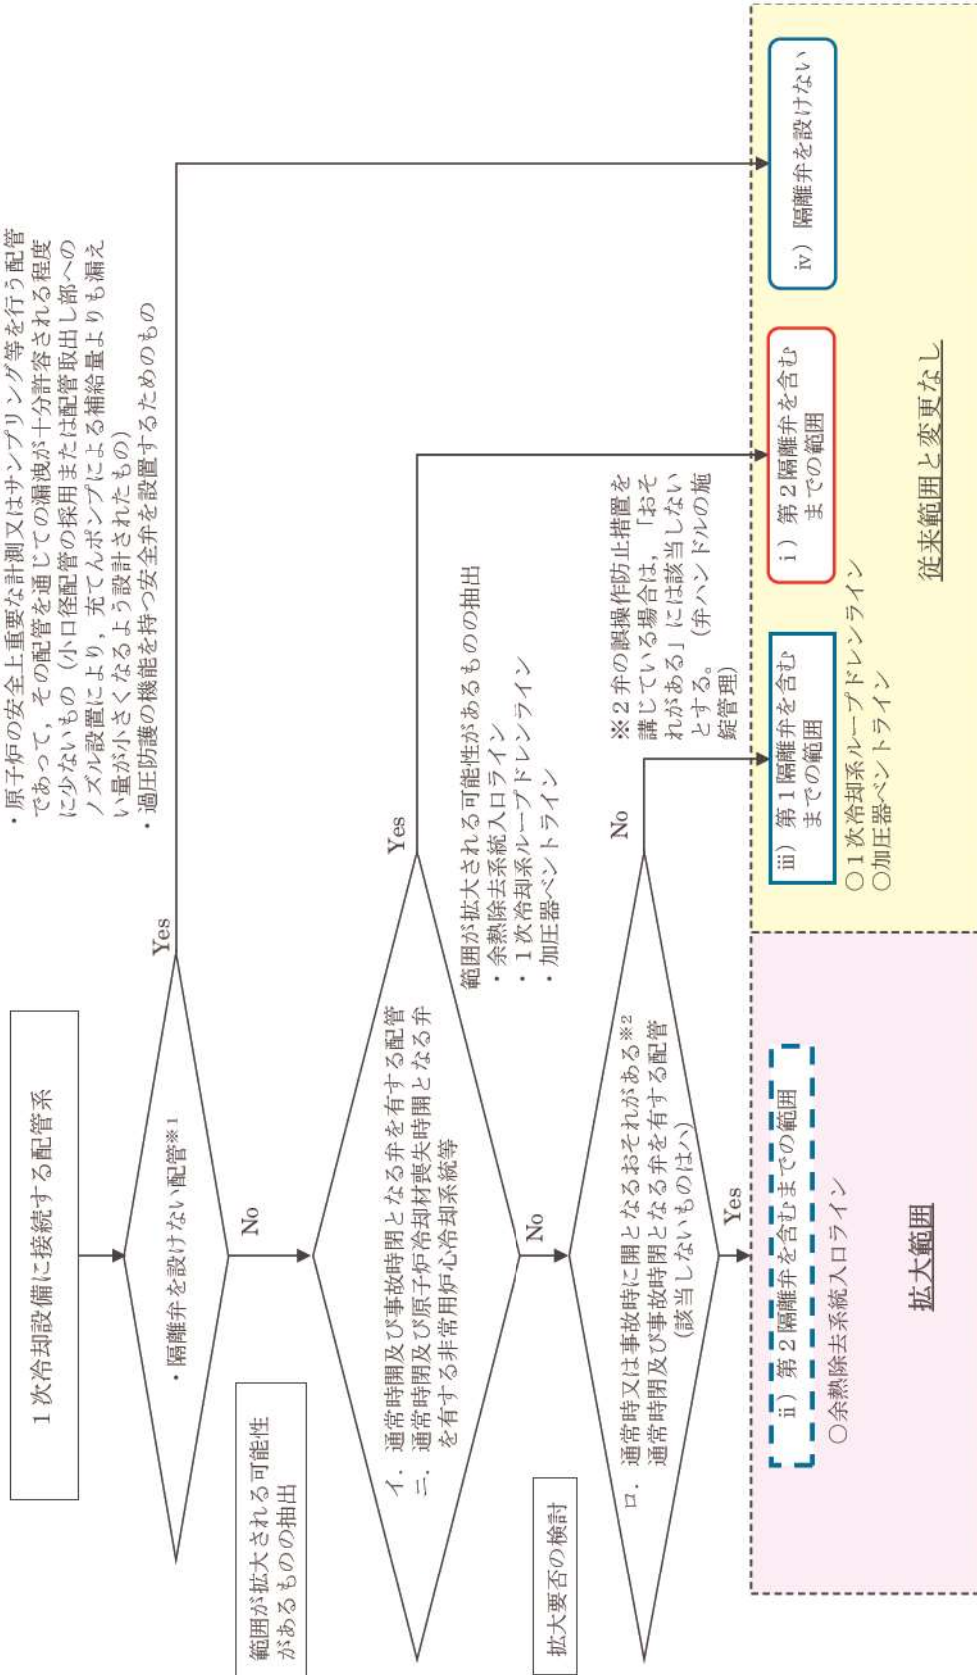 1次冷却設備に接続する配管系
・隔離弁を設けない配管※1
Yes
No
・原子炉の安全上重要な計測又はサンプリング等を行う配管
であって，その配管を通じての漏洩が十分許容される程度
に少ないもの（小口径配管の採用または配管取出し部への
ノズル設置により，充てんポンプによる補給量よりも漏え
い量が小さくなるよう設計されたもの）
・過圧防護の機能を持つ安全弁を設置するためのもの
範囲が拡大される可能性
があるものの抽出
イ．通常時開及び事故時閉となる弁を有する配管
ニ．通常時閉及び原子炉冷却材喪失時開となる弁
を有する非常用炉心冷却系統等
Yes
No
範囲が拡大される可能性があるものの抽出
・余熱除去系統入口ライン
・1次冷却系ループドレンライン
・加圧器ベントライン
拡大要否の検討
ロ．通常時又は事故時に開となるおそれがある※2
通常時閉及び事故時閉となる弁を有する配管
（該当しないものはハ）
No
Yes
※2弁の誤操作防止措置を
講じている場合は，「おそ
れがある」には該当しない
とする。（弁ハンドルの施
錠管理）
ii）第2隔離弁を含むまでの範囲
○余熱除去系統入口ライン
拡大範囲
iii）第1隔離弁を含む
までの範囲
○1次冷却系ループドレンライン
○加圧器ベントライン
i）第2隔離弁を含む
までの範囲
iv）隔離弁を設けない
従来範囲と変更なし